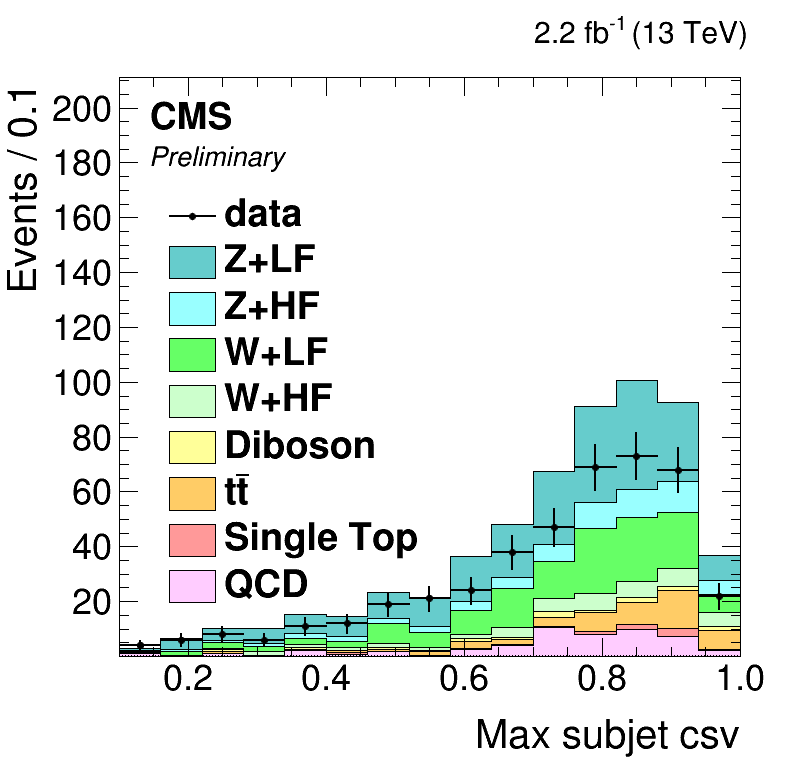 2.2 fb⁻¹ (13 TeV)
Events / 0.1
200
180
160
140
120
100
80
60
40
20
CMS
Preliminary
data
Z+LF
Z+HF
W+LF
W+HF
Diboson
tt̄
Single Top
QCD
0.2 0.4 0.6 0.8 1.0
Max subjet csv